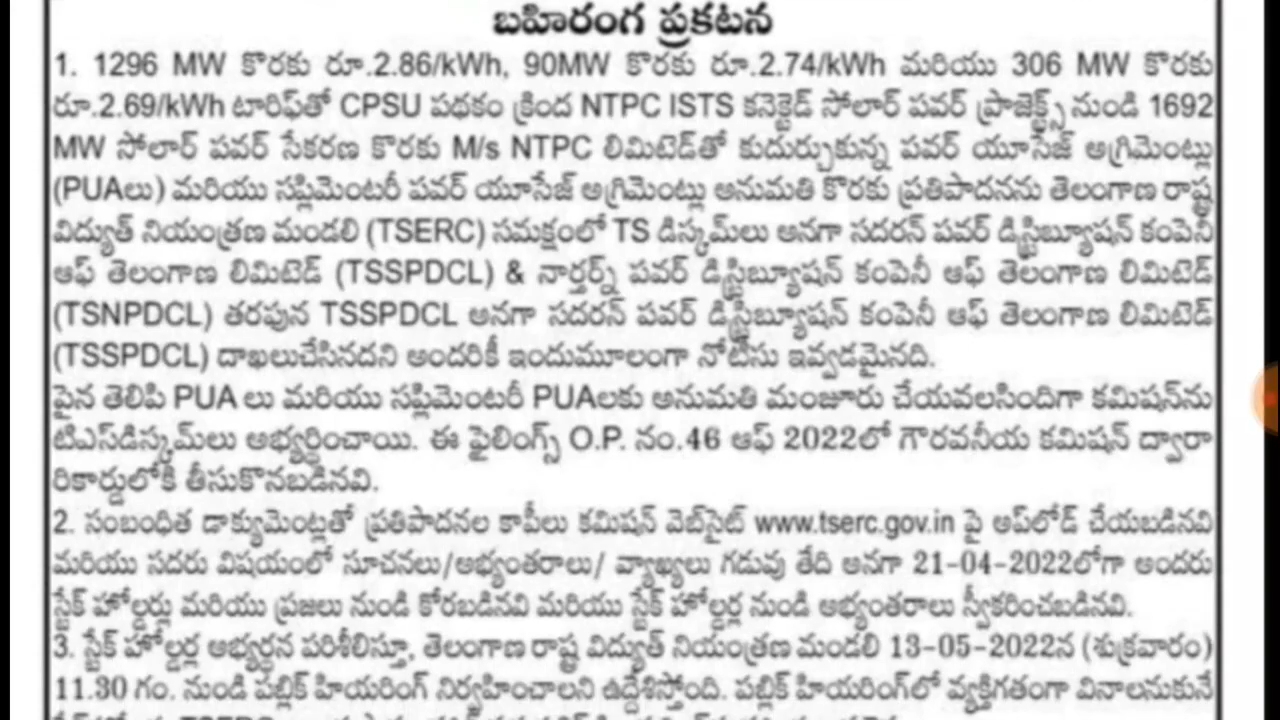 బహిరంగ ప్రకటన
1. 1296 MW కొరకు రూ.2.86/kWh, 90MW కొరకు రూ.2.74/kWh మరియు 306 MW కొరకు
రూ.2.69/kWh టారిఫ్‌తో CPSU పథకం క్రింద NTPC ISTS కనెక్టెడ్ సోలార్ పవర్ ప్రాజెక్ట్స్ నుండి 1692
MW సోలార్ పవర్ సేకరణ కొరకు M/s NTPC లిమిటెడ్‌తో కుదుర్చుకున్న పవర్ యూసేజ్ అగ్రిమెంట్లు
(PUAలు) మరియు సప్లిమెంటరీ పవర్ యూసేజ్ అగ్రిమెంట్లు అనుమతి కొరకు ప్రతిపాదనను తెలంగాణ రాష్ట్ర
విద్యుత్ నియంత్రణ మండలి (TSERC) సమక్షంలో TS డిస్కమ్‌లు అనగా సదరన్ పవర్ డిస్ట్రిబ్యూషన్ కంపెనీ
ఆఫ్ తెలంగాణ లిమిటెడ్ (TSSPDCL) & నార్తర్న్ పవర్ డిస్ట్రిబ్యూషన్ కంపెనీ ఆఫ్ తెలంగాణ లిమిటెడ్
(TSNPDCL) తరపున TSSPDCL అనగా సదరన్ పవర్ డిస్ట్రిబ్యూషన్ కంపెనీ ఆఫ్ తెలంగాణ లిమిటెడ్
(TSSPDCL) దాఖలుచేసినదని అందరికీ ఇందుమూలంగా నోటీసు ఇవ్వడమైనది.
పైన తెలిపి PUA లు మరియు సప్లిమెంటరీ PUAలకు అనుమతి మంజూరు చేయవలసిందిగా కమిషన్‌ను
టిఎస్‌డిస్కమ్‌లు అభ్యర్థించాయి. ఈ ఫైలింగ్స్ O.P. నం.46 ఆఫ్ 2022లో గౌరవనీయ కమిషన్ ద్వారా
రికార్డులోకి తీసుకొనబడినవి.
2. సంబంధిత డాక్యుమెంట్లతో ప్రతిపాదనల కాపీలు కమిషన్ వెబ్‌సైట్ www.tserc.gov.in పై అప్‌లోడ్ చేయబడినవి
మరియు సదరు విషయంలో సూచనలు/అభ్యంతరాలు/ వ్యాఖ్యలు గడువు తేది అనగా 21-04-2022లోగా అందరు
స్టేక్ హోల్డర్లు మరియు ప్రజలు నుండి కోరబడినవి మరియు స్టేక్ హోల్డర్ల నుండి అభ్యంతరాలు స్వీకరించబడినవి.
3. స్టేక్ హోల్డర్ల అభ్యర్థన పరిశీలిస్తూ, తెలంగాణ రాష్ట్ర విద్యుత్ నియంత్రణ మండలి 13-05-2022న (శుక్రవారం)
11.30 గం. నుండి పబ్లిక్ హియరింగ్ నిర్వహించాలని ఉద్దేశిస్తోంది. పబ్లిక్ హియరింగ్‌లో వ్యక్తిగతంగా వినాలనుకునే